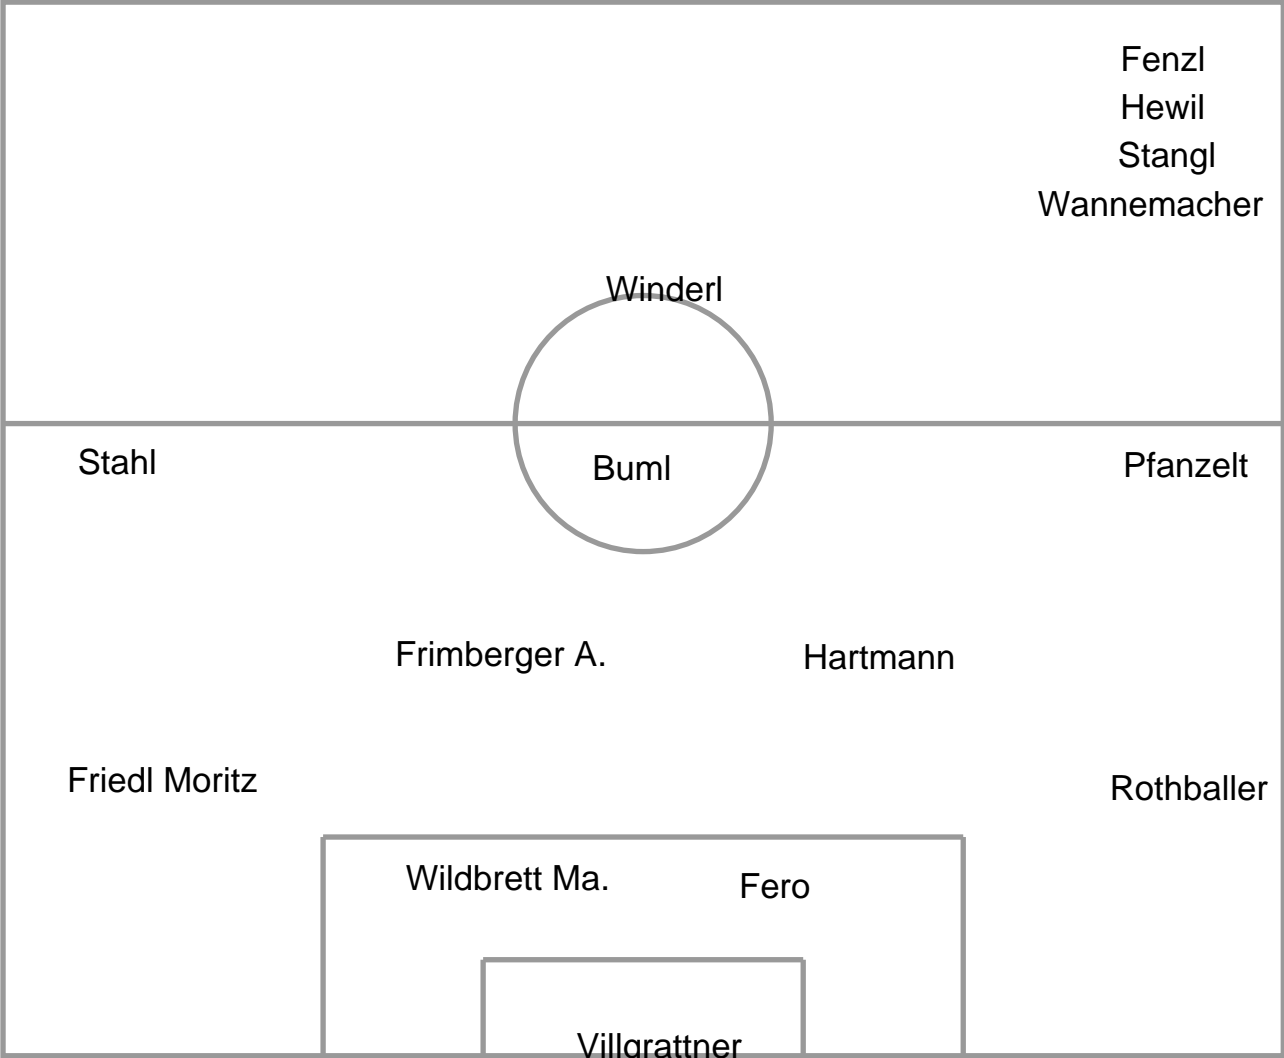 Fenzl
Hewil
Stangl
Wannemacher
Winderl
Stahl
Buml
Pfanzelt
Frimberger A.
Hartmann
Friedl Moritz
Rothballer
Wildbrett Ma.
Fero
Villgrattner